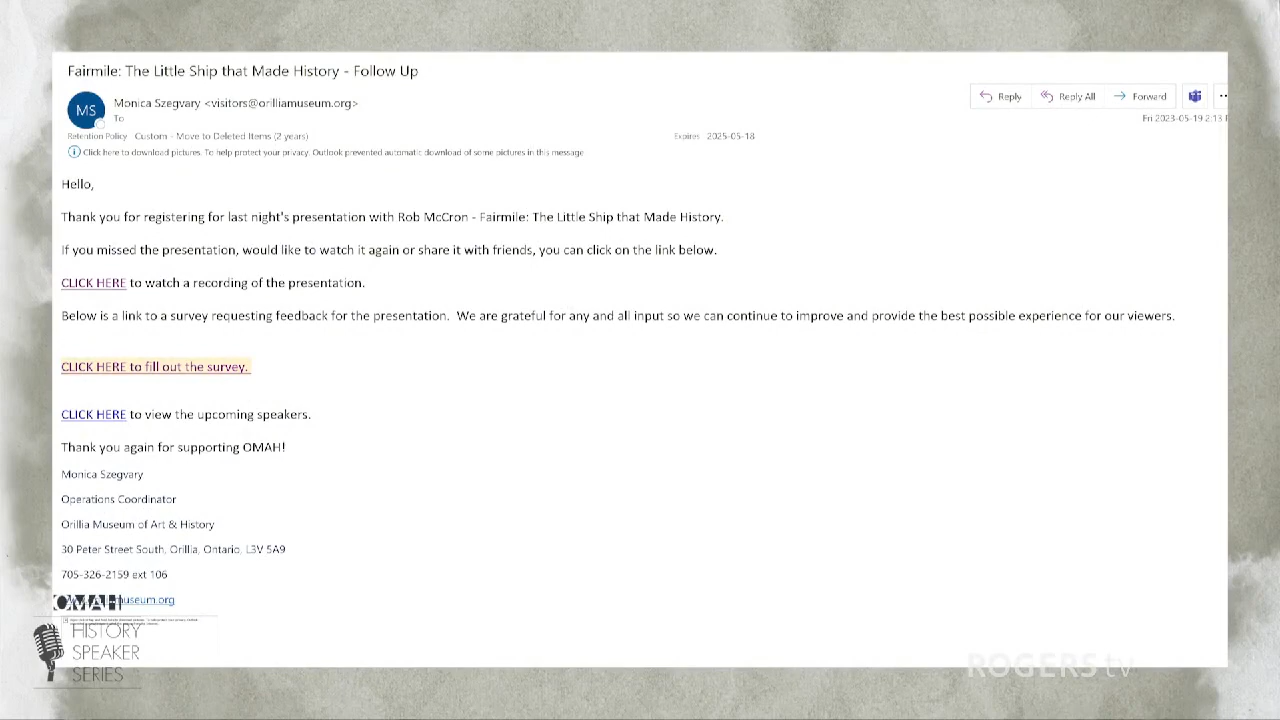 Fairmile: The Little Ship that Made History - Follow Up
MS
Monica Szegvary <visitors@orilliamuseum.org>
To
Reply
Reply All
Forward
Fri 2023-05-19 2:13
Retention Policy Custom - Move to Deleted Items (2 years)
Expires 2025-05-18
Click here to download pictures. To help protect your privacy, Outlook prevented automatic download of some pictures in this message
Hello,
Thank you for registering for last night's presentation with Rob McCron - Fairmile: The Little Ship that Made History.
If you missed the presentation, would like to watch it again or share it with friends, you can click on the link below.
CLICK HERE to watch a recording of the presentation.
Below is a link to a survey requesting feedback for the presentation. We are grateful for any and all input so we can continue to improve and provide the best possible experience for our viewers.
CLICK HERE to fill out the survey.
CLICK HERE to view the upcoming speakers.
Thank you again for supporting OMAH!
Monica Szegvary
Operations Coordinator
Orillia Museum of Art & History
30 Peter Street South, Orillia, Ontario, L3V 5A9
705-326-2159 ext 106
OMAH
HISTORY
SPEAKER
SERIES
ROGERS tv